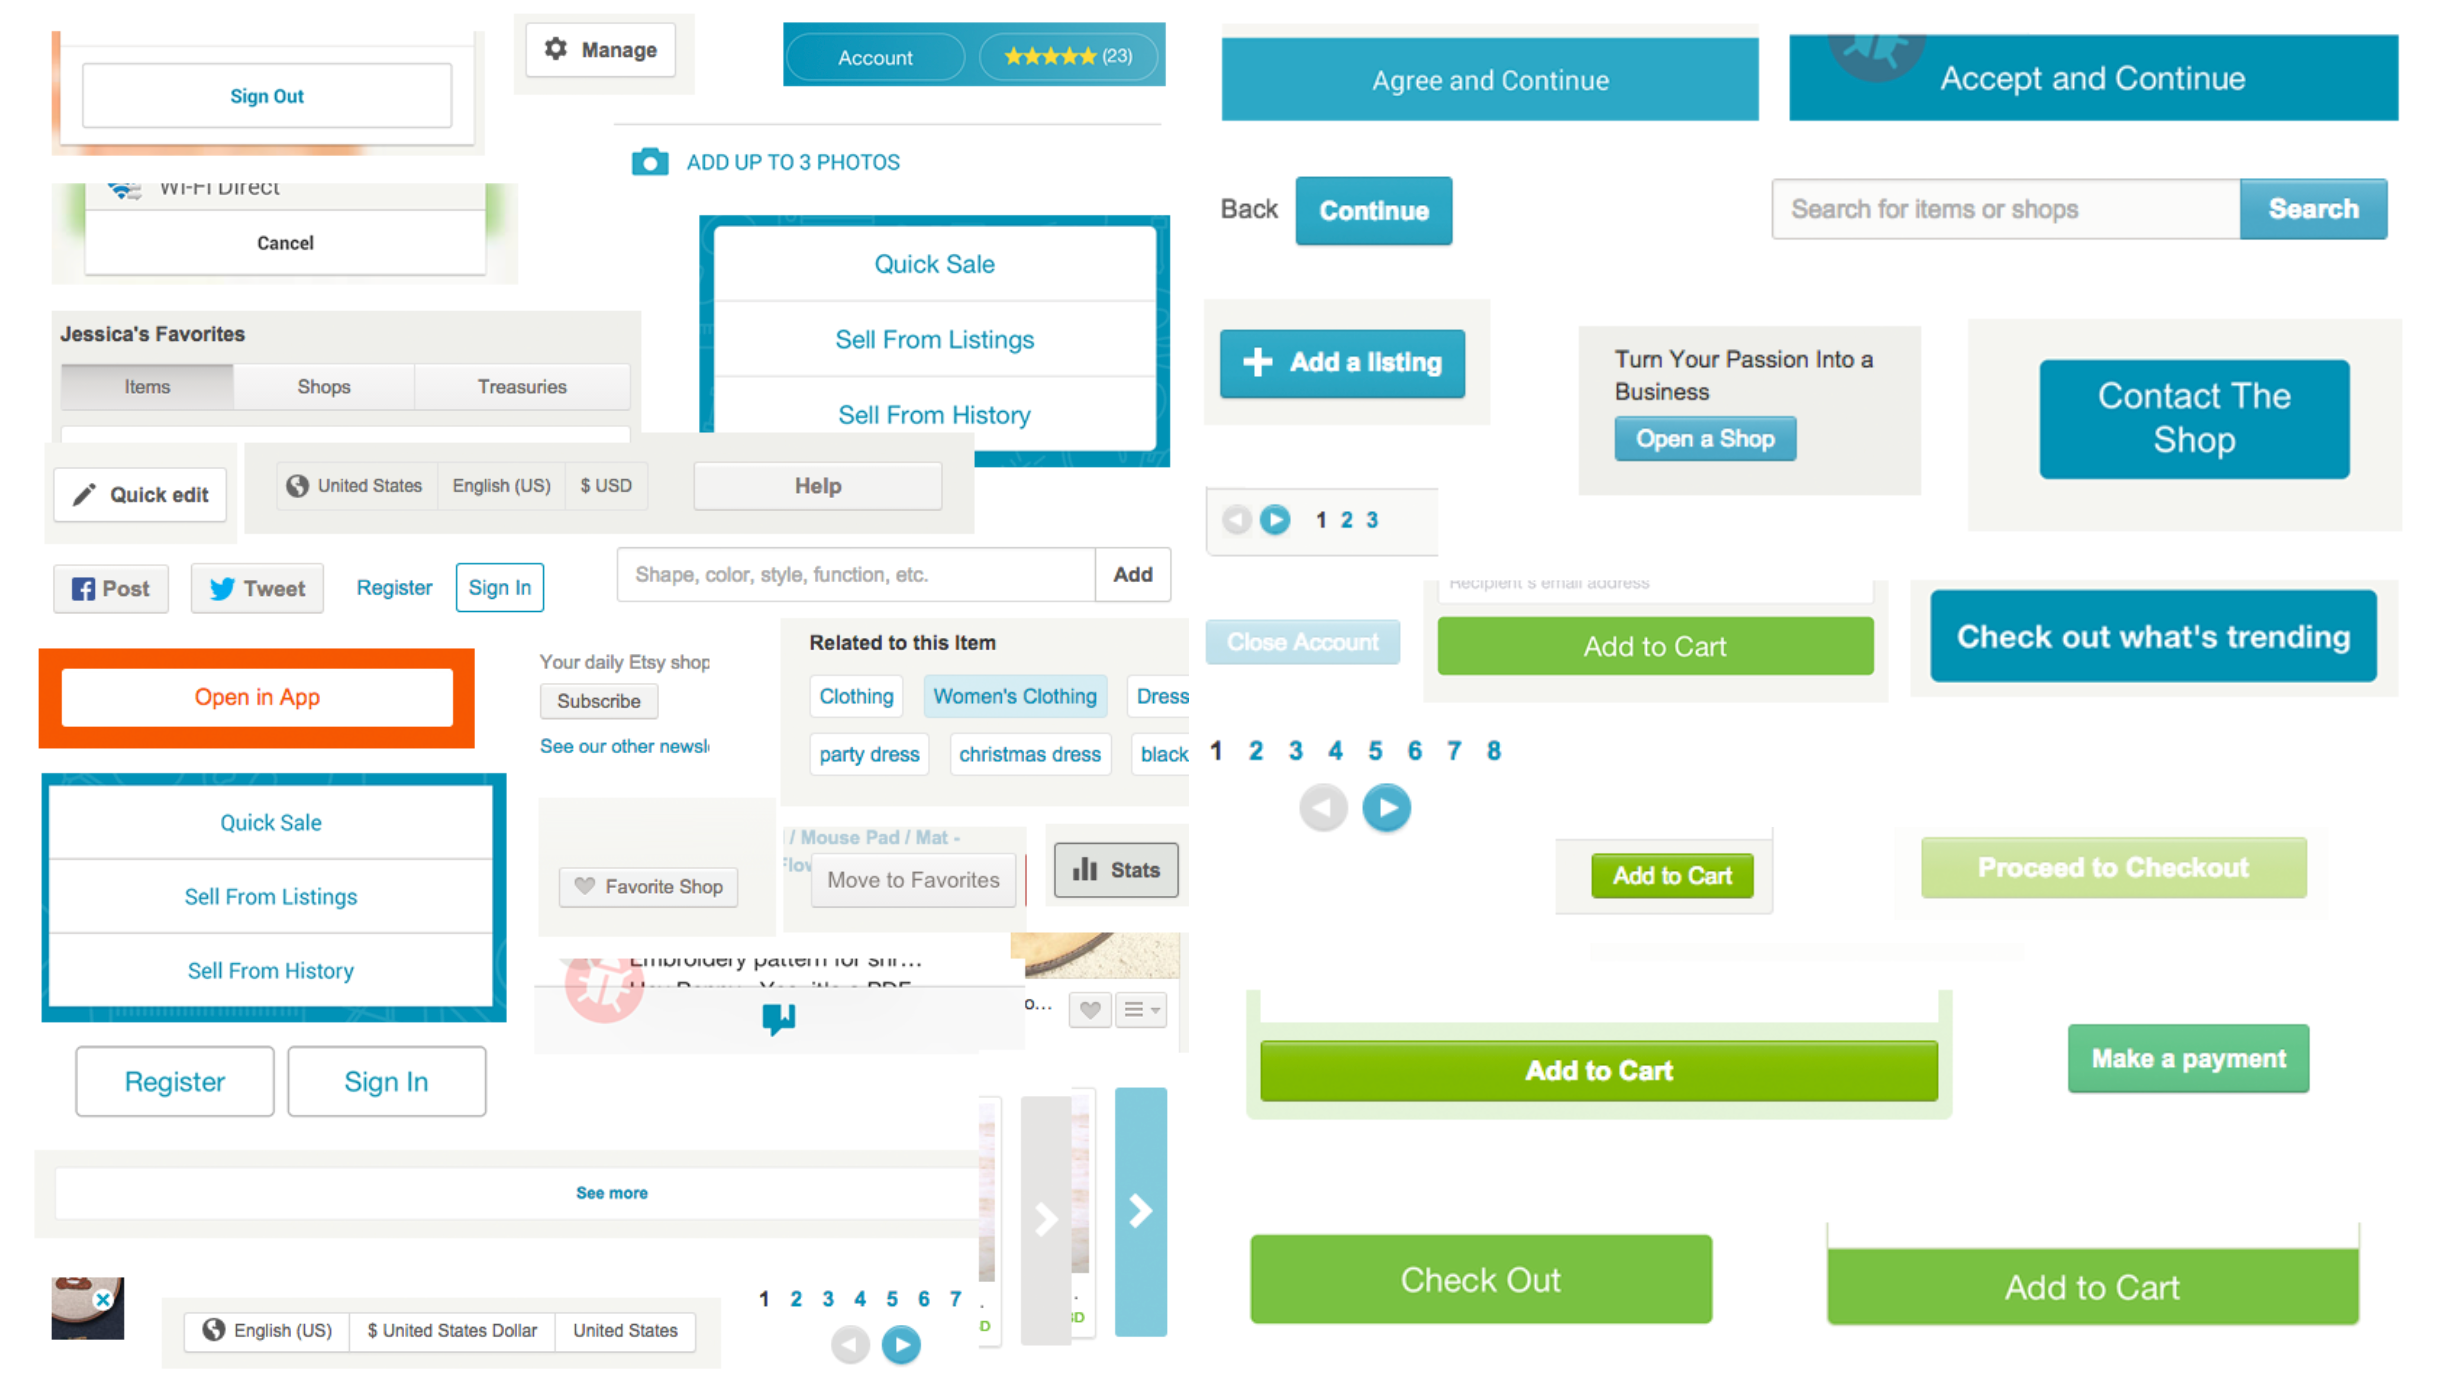 Sign Out
Manage
Account
(23)
ADD UP TO 3 PHOTOS
Wi-Fi Direct
Cancel
Quick Sale
Sell From Listings
Sell From History
Jessica's Favorites
Items Shops Treasuries
Quick edit
United States English (US) $ USD
Help
Post
Tweet
Register
Sign In
Shape, color, style, function, etc. Add
Open in App
Your daily Etsy shop
Subscribe
See our other newsl
Related to this Item
Clothing Women's Clothing Dress
party dress christmas dress black
Quick Sale
Sell From Listings
Sell From History
Favorite Shop
/ Mouse Pad / Mat -
Flov
Move to Favorites
Stats
Embroidery pattern for shr...
o...
Register
Sign In
See more
English (US) $ United States Dollar United States
1 2 3 4 5 6 7
D
D
Agree and Continue
Accept and Continue
Back
Continue
Search for items or shops Search
Add a listing
Turn Your Passion Into a
Business
Open a Shop
Contact The
Shop
1 2 3
Recipient's email address
Close Account
Add to Cart
Check out what's trending
1 2 3 4 5 6 7 8
Add to Cart
Proceed to Checkout
Add to Cart
Make a payment
Check Out
Add to Cart